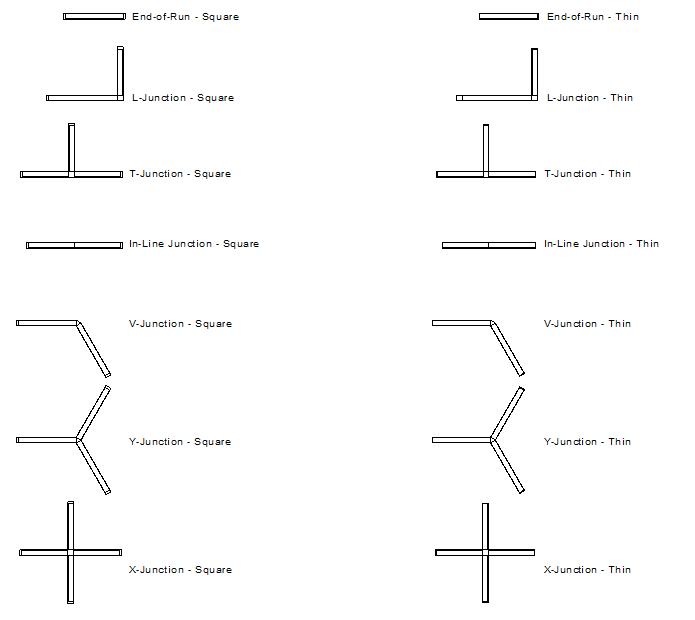 End-of-Run - Square
End-of-Run - Thin
L-Junction - Square
L-Junction - Thin
T-Junction - Square
T-Junction - Thin
In-Line Junction - Square
In-Line Junction - Thin
V-Junction - Square
V-Junction - Thin
Y-Junction - Square
Y-Junction - Thin
X-Junction - Square
X-Junction - Thin